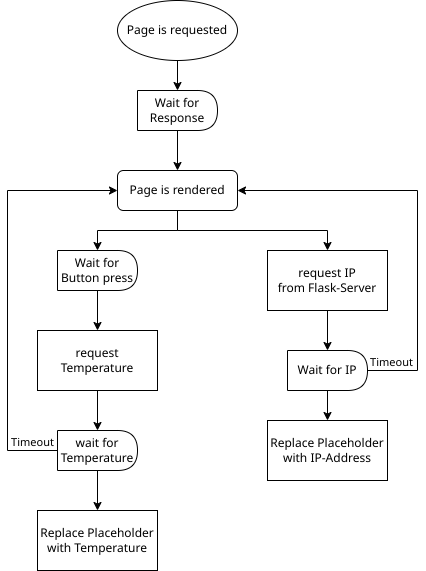 Page is requested
Wait for
Response
Page is rendered
Wait for
Button press
request IP
from Flask-Server
request
Temperature
Wait for IP
Timeout
Timeout
wait for
Temperature
Replace Placeholder
with IP-Address
Replace Placeholder
with Temperature